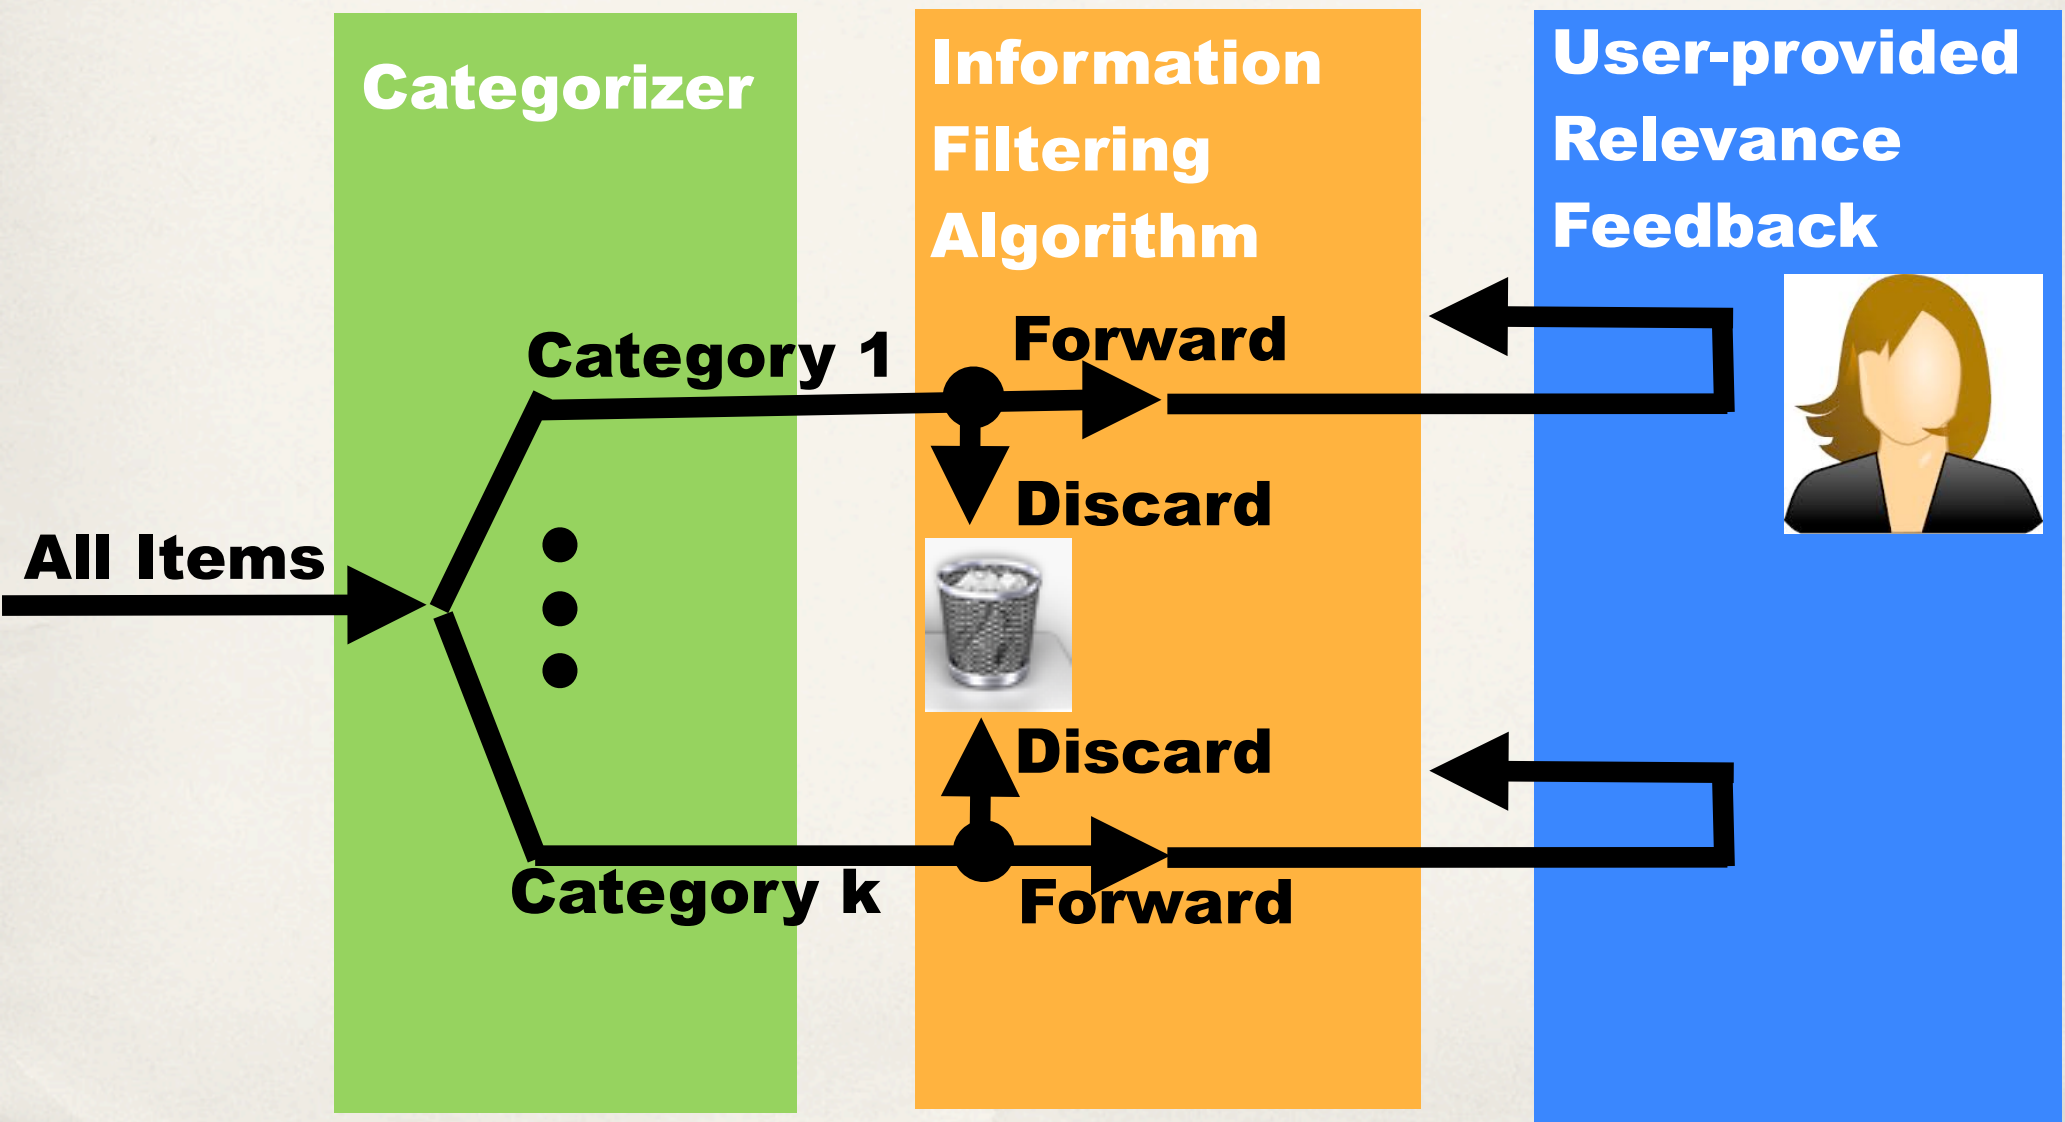 Categorizer
Information
Filtering
Algorithm
User-provided
Relevance
Feedback
Category 1
Forward
Discard
All Items
Discard
Category k
Forward